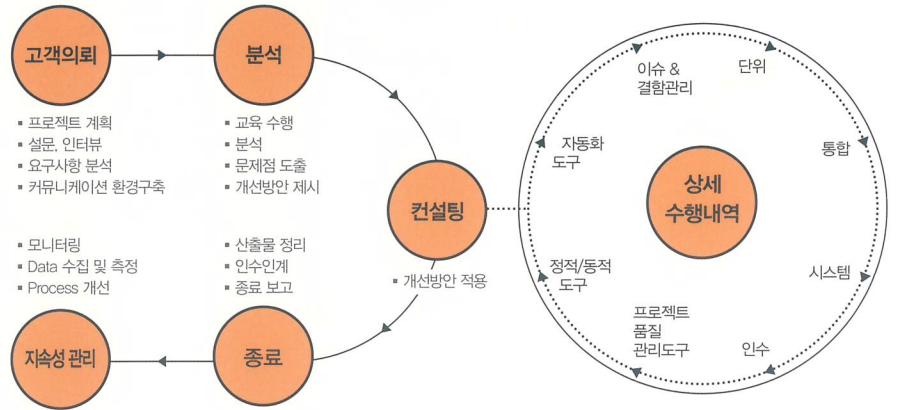 고객의뢰
▪ 프로젝트 계획
▪ 설문, 인터뷰
▪ 요구사항 분석
▪ 커뮤니케이션 환경구축
분석
▪ 교육 수행
▪ 분석
▪ 문제점 도출
▪ 개선방안 제시
컨설팅
▪ 개선방안 적용
▪ 산출물 정리
▪ 인수인계
▪ 종료 보고
종료
▪ 모니터링
▪ Data 수집 및 측정
▪ Process 개선
지속성 관리
상세
수행내역
단위
통합
시스템
인수
프로젝트
품질
관리도구
정적/동적
도구
자동화
도구
이슈 &
결함관리